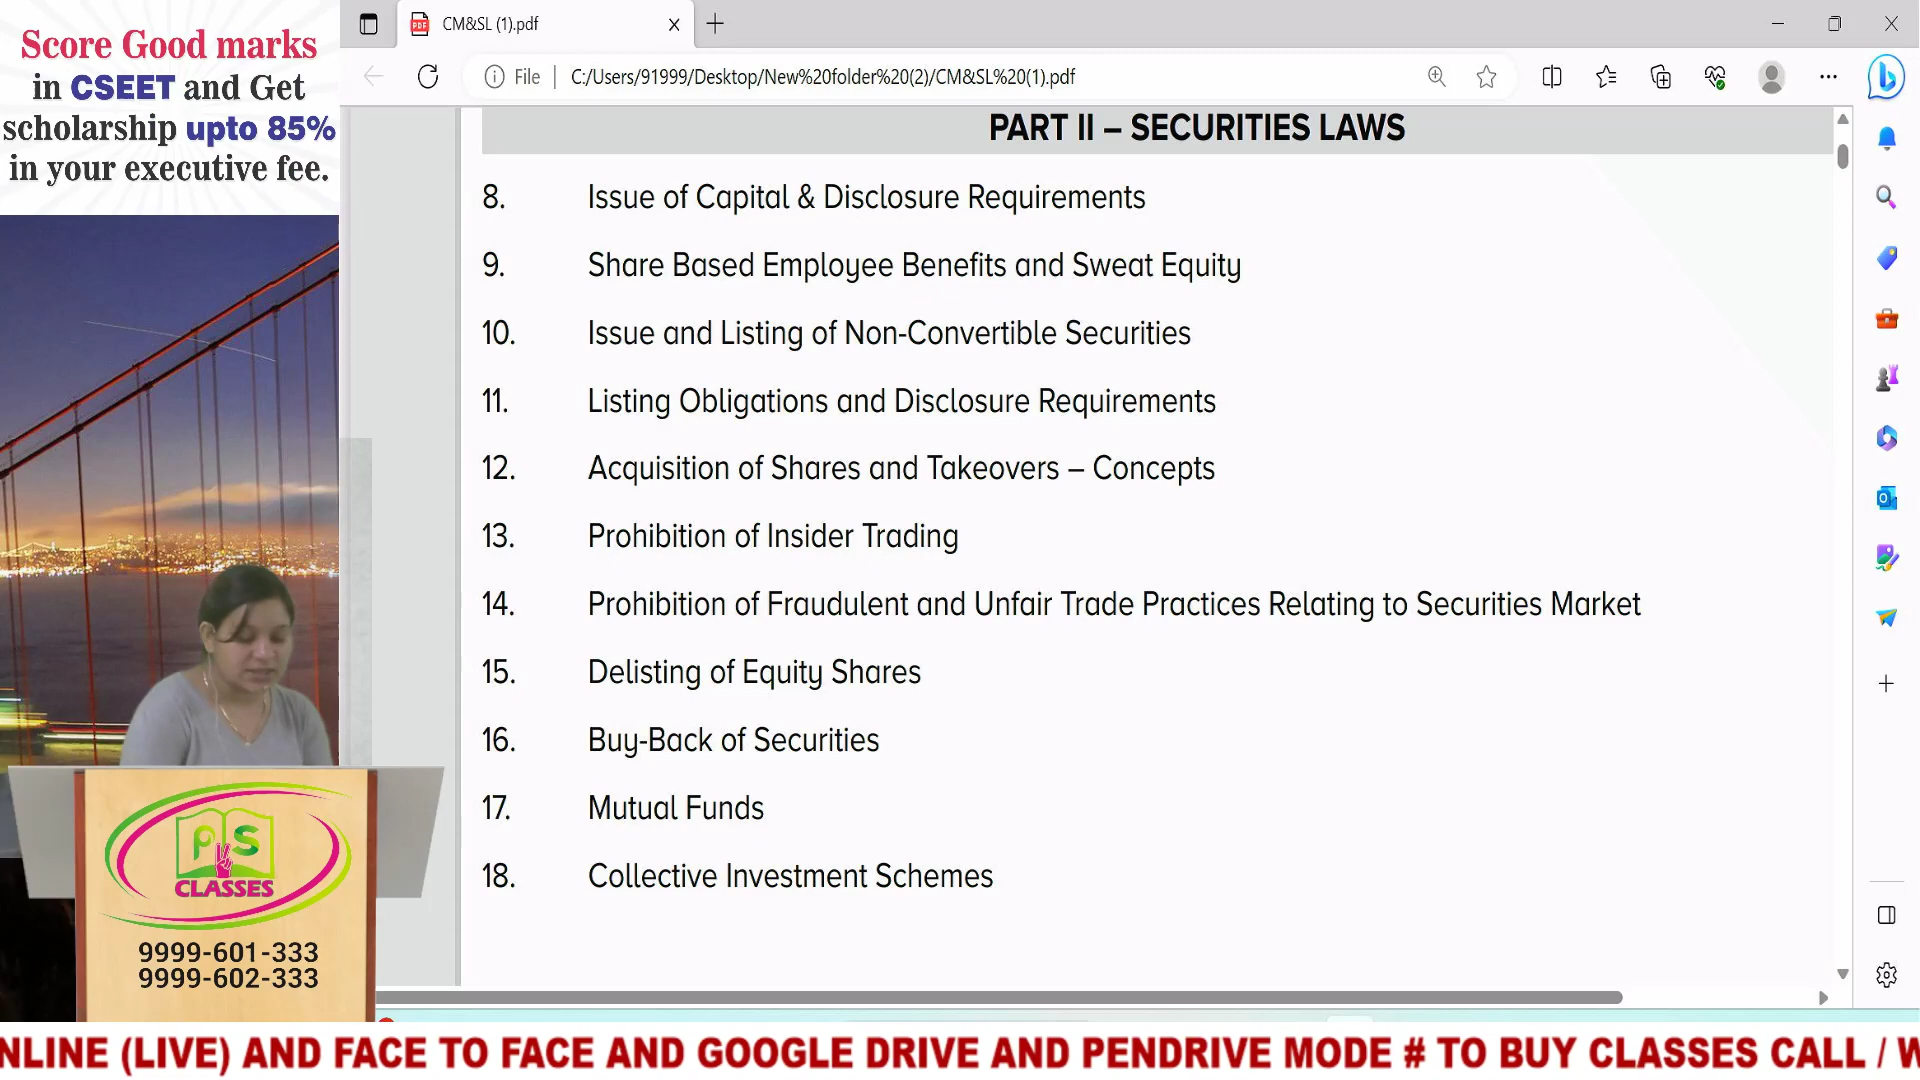 Score Good marks
in CSEET and Get
scholarship upto 85%
in your executive fee.
CM&SL (1).pdf
File
C:/Users/91999/Desktop/New%20folder%20(2)/CM&SL%20(1).pdf
PART II – SECURITIES LAWS
8. Issue of Capital & Disclosure Requirements
9. Share Based Employee Benefits and Sweat Equity
10. Issue and Listing of Non-Convertible Securities
11. Listing Obligations and Disclosure Requirements
12. Acquisition of Shares and Takeovers – Concepts
13. Prohibition of Insider Trading
14. Prohibition of Fraudulent and Unfair Trade Practices Relating to Securities Market
15. Delisting of Equity Shares
16. Buy-Back of Securities
17. Mutual Funds
18. Collective Investment Schemes
PS
CLASSES
9999-601-333
9999-602-333
NLINE (LIVE) AND FACE TO FACE AND GOOGLE DRIVE AND PENDRIVE MODE # TO BUY CLASSES CALL / W